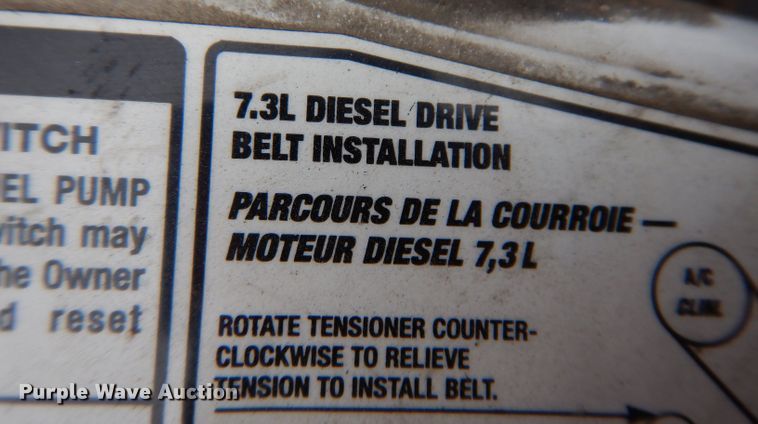 ITCH
EL PUMP
witch may
he Owner
d reset
7.3L DIESEL DRIVE
BELT INSTALLATION
PARCOURS DE LA COURROIE —
MOTEUR DIESEL 7,3 L
A/C
ROTATE TENSIONER COUNTER-
CLOCKWISE TO RELIEVE
TENSION TO INSTALL BELT.
Purple Wave Auction